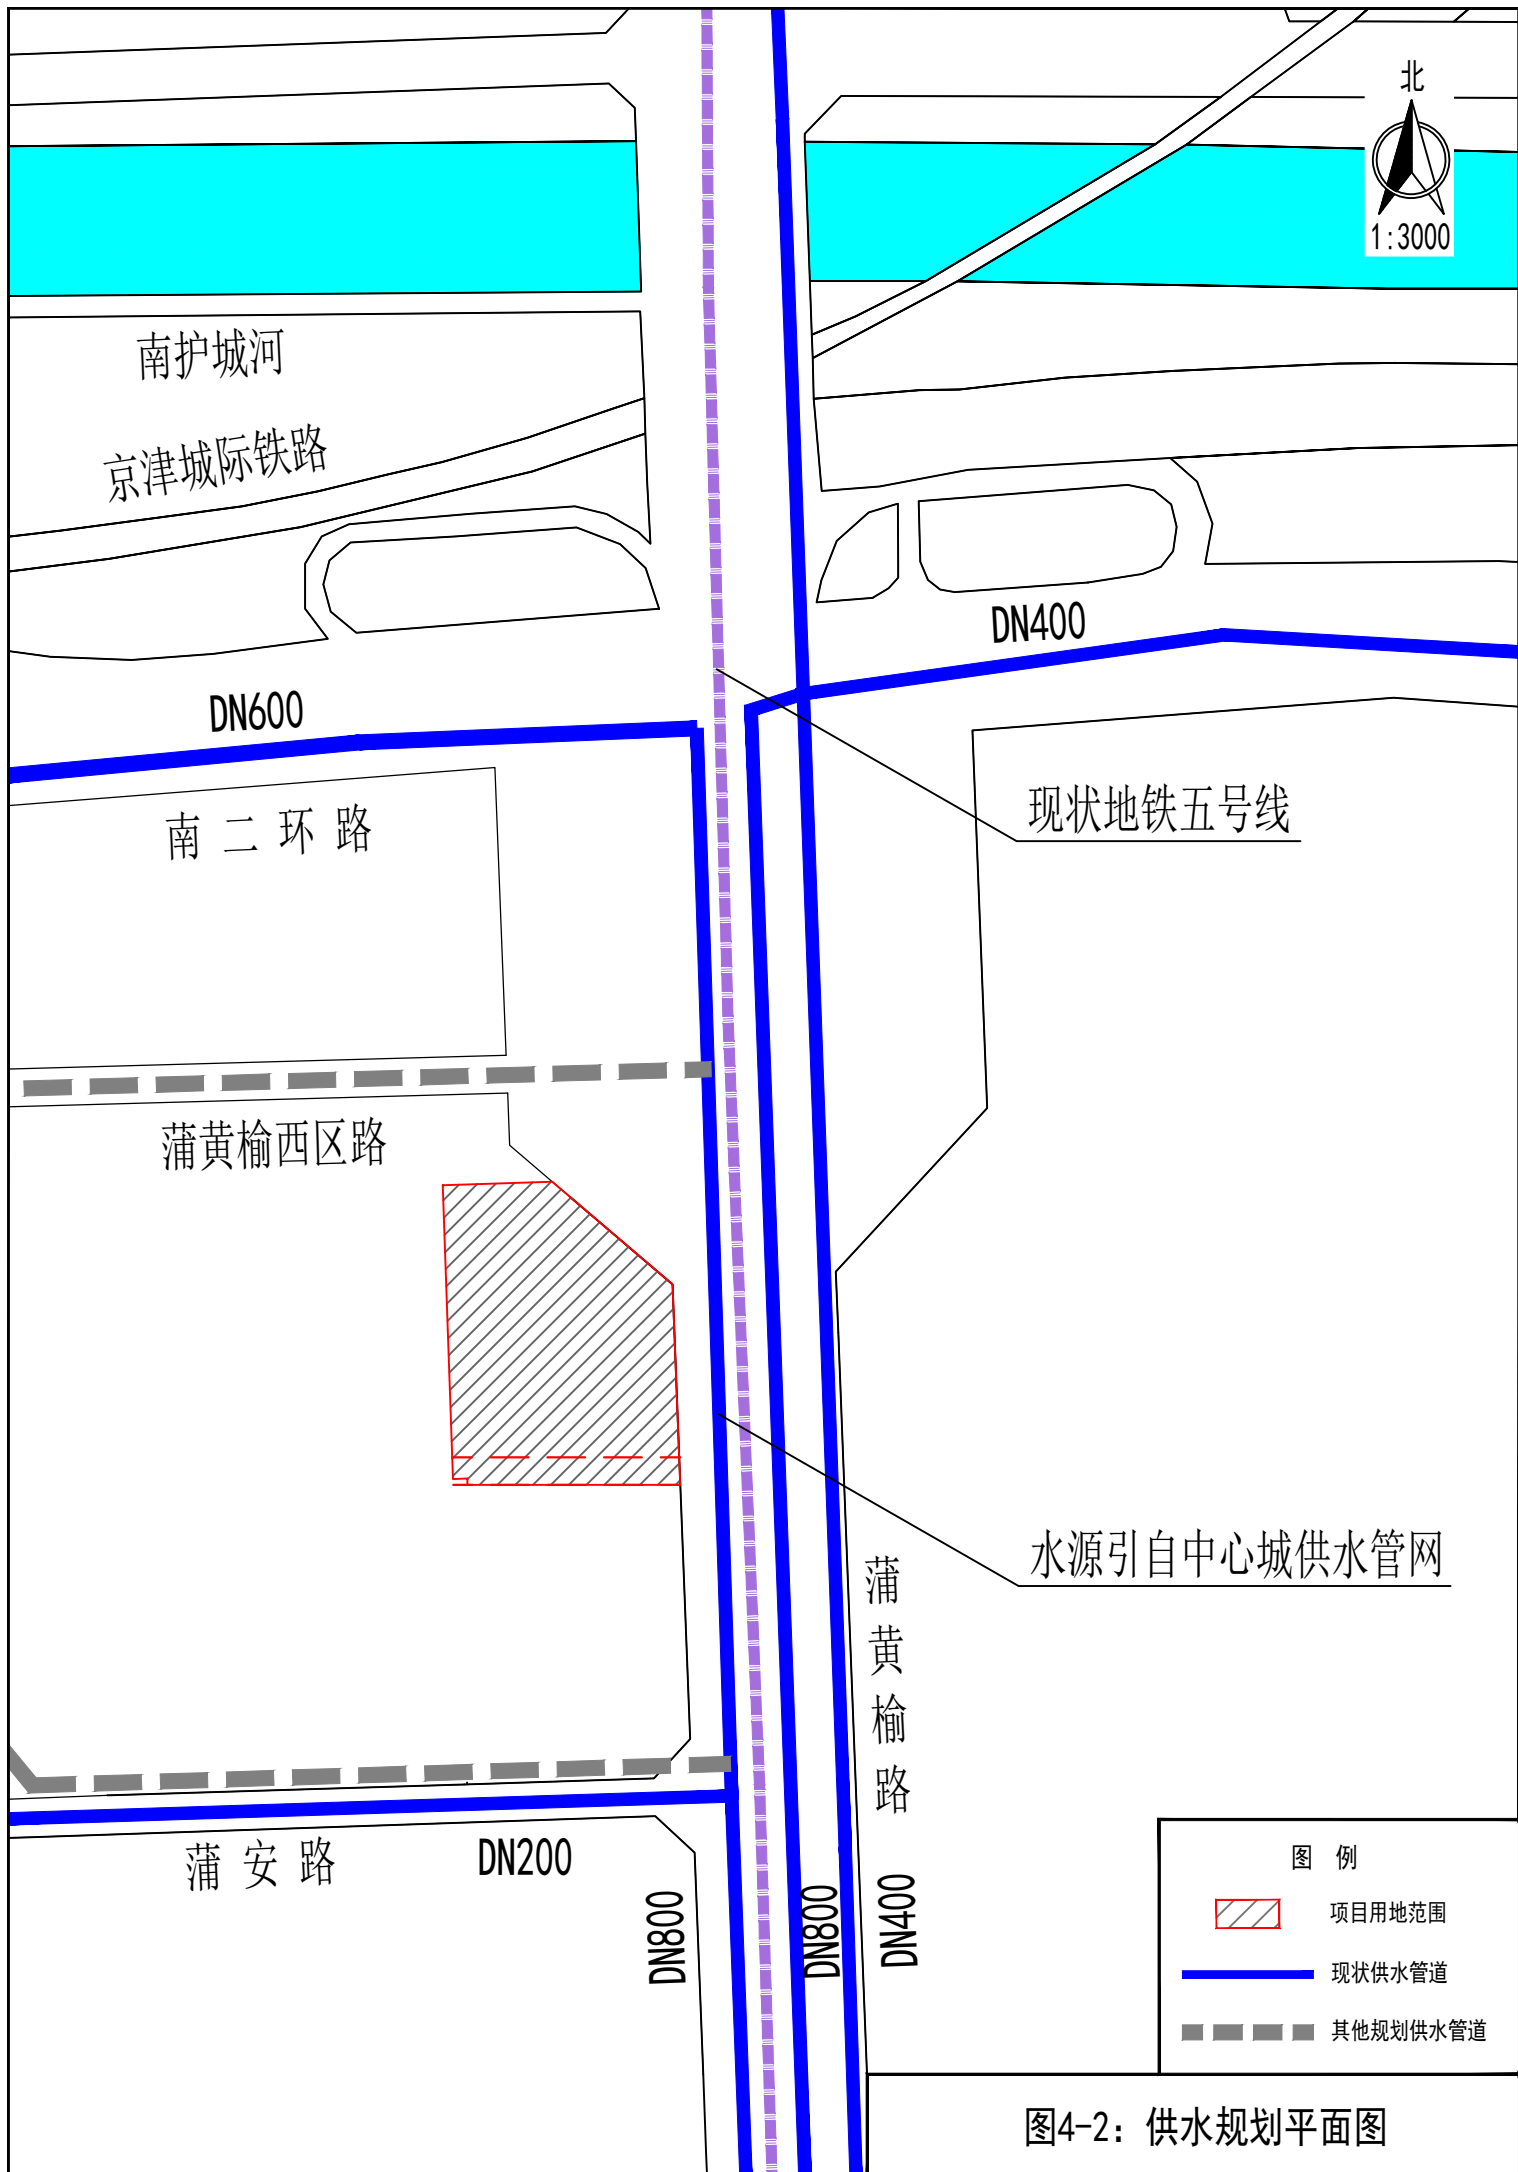 北
1:3000
南护城河
京津城际铁路
DN400
DN600
现状地铁五号线
南二环路
蒲黄榆西区路
水源引自中心城供水管网
蒲黄榆路
蒲安路
DN200
DN800
DN800
DN400
图例
项目用地范围
现状供水管道
其他规划供水管道
图4-2：供水规划平面图